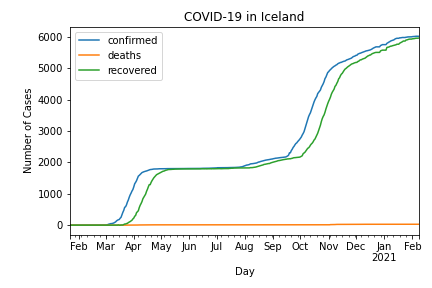 COVID-19 in Iceland
confirmed
deaths
recovered
Number of Cases
6000
5000
4000
3000
2000
1000
0
Feb Mar Apr May Jun Jul Aug Sep Oct Nov Dec Jan Feb
2021
Day